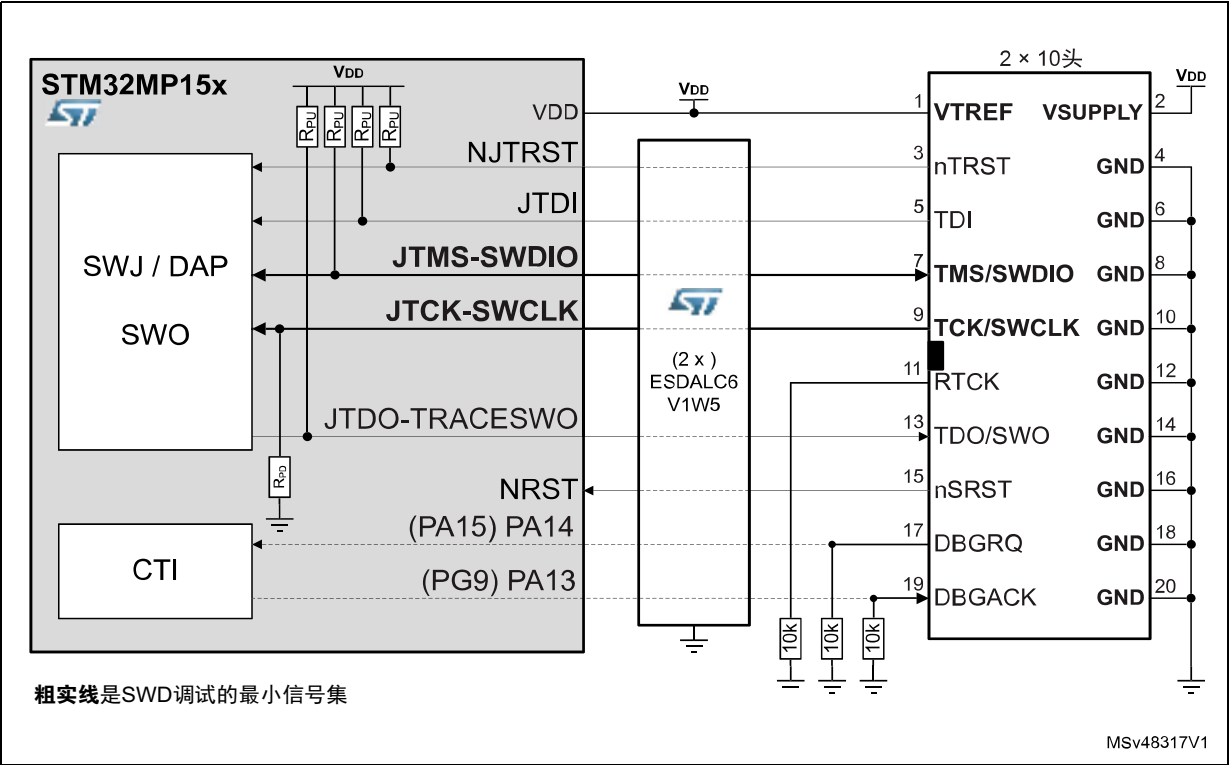 STM32MP15x
VDD
RPU
RPU
RPU
RPU
VDD
NJTRST
JTDI
JTMS-SWDIO
JTCK-SWCLK
JTDO-TRACESWO
RPD
NRST
(PA15) PA14
(PG9) PA13
SWJ / DAP
SWO
CTI
VDD
ST
(2 x )
ESDALC6
V1W5
2 × 10头
VDD
1 VTREF VSUPPLY 2
3 nTRST GND 4
5 TDI GND 6
7 TMS/SWDIO GND 8
9 TCK/SWCLK GND 10
11 RTCK GND 12
13 TDO/SWO GND 14
15 nSRST GND 16
17 DBGRQ GND 18
19 DBGACK GND 20
10k
10k
10k
ST
粗实线是SWD调试的最小信号集
MSv48317V1